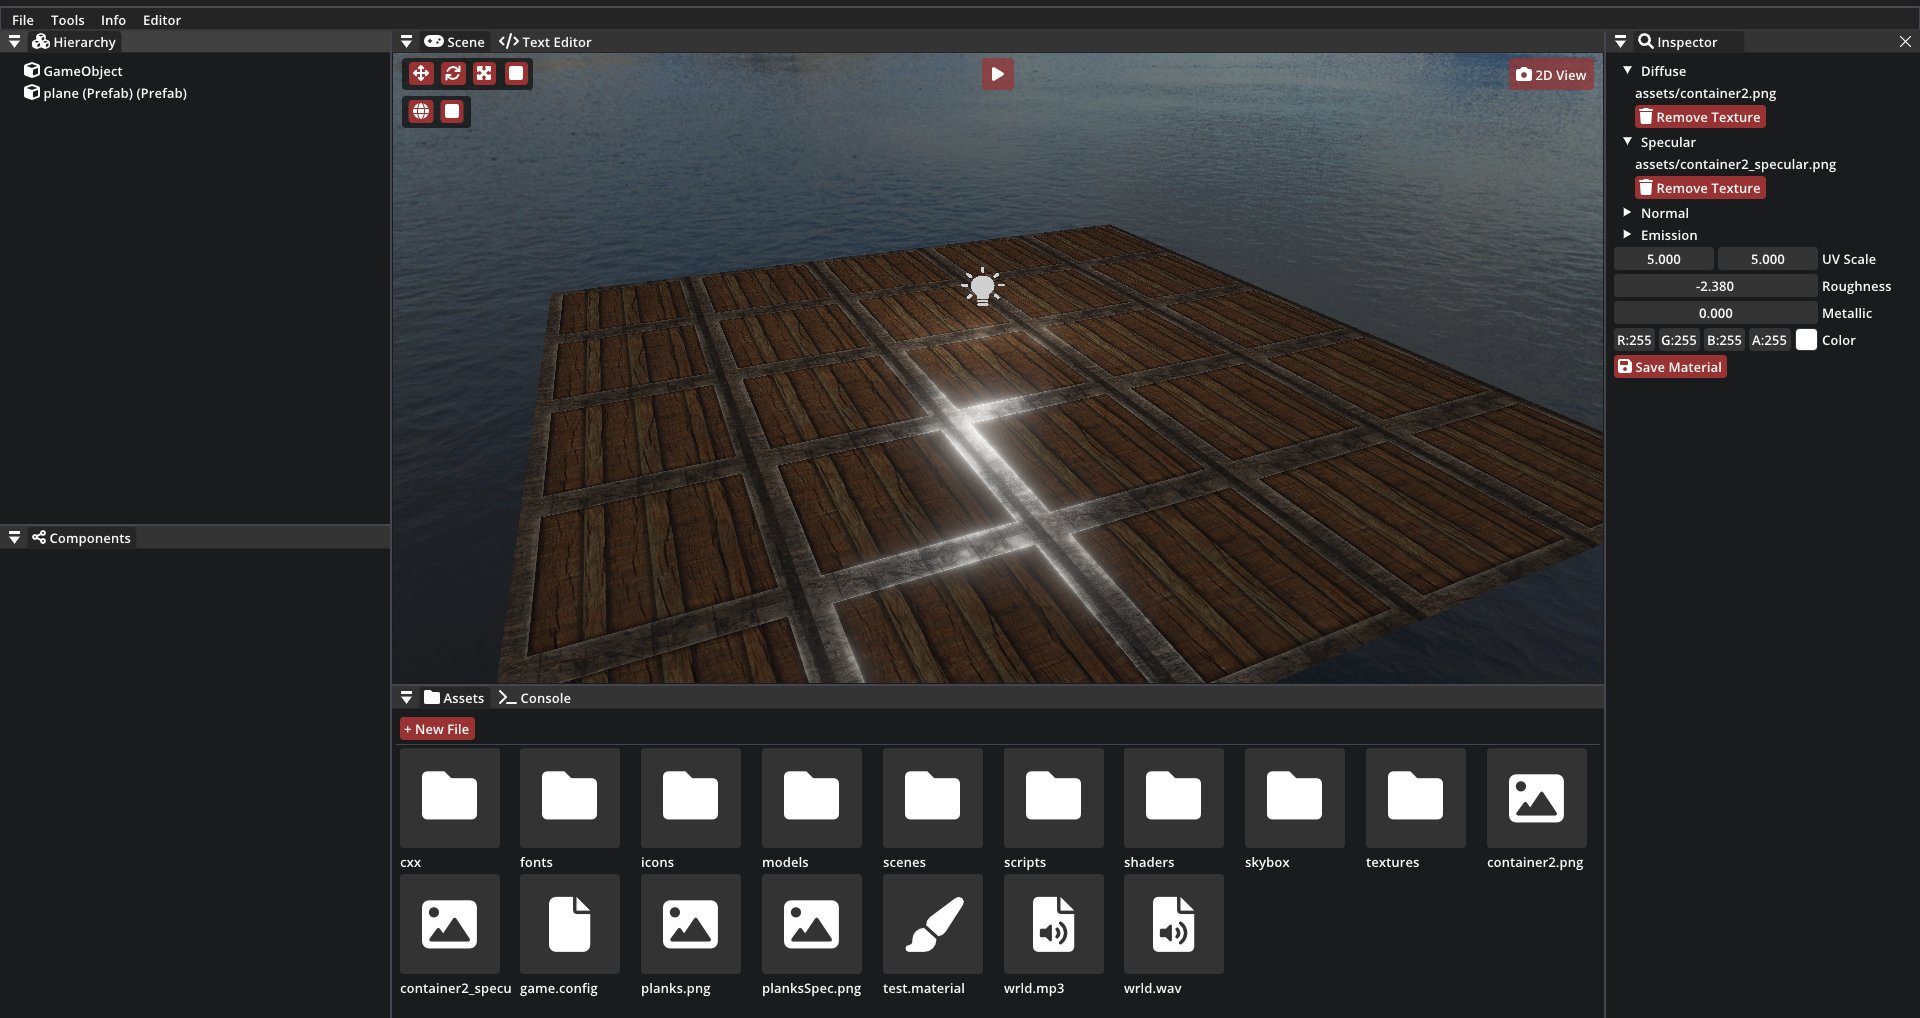 File Tools Info Editor
Hierarchy
GameObject
plane (Prefab) (Prefab)
Components
Scene Text Editor
2D View
Assets Console
+ New File
cxx fonts icons models scenes scripts shaders skybox textures container2.png
container2_specu game.config planks.png planksSpec.png test.material wrld.mp3 wrld.wav
Inspector
Diffuse
assets/container2.png
Remove Texture
Specular
assets/container2_specular.png
Remove Texture
Normal
Emission
5.000 5.000 UV Scale
-2.380 Roughness
0.000 Metallic
R:255 G:255 B:255 A:255 Color
Save Material